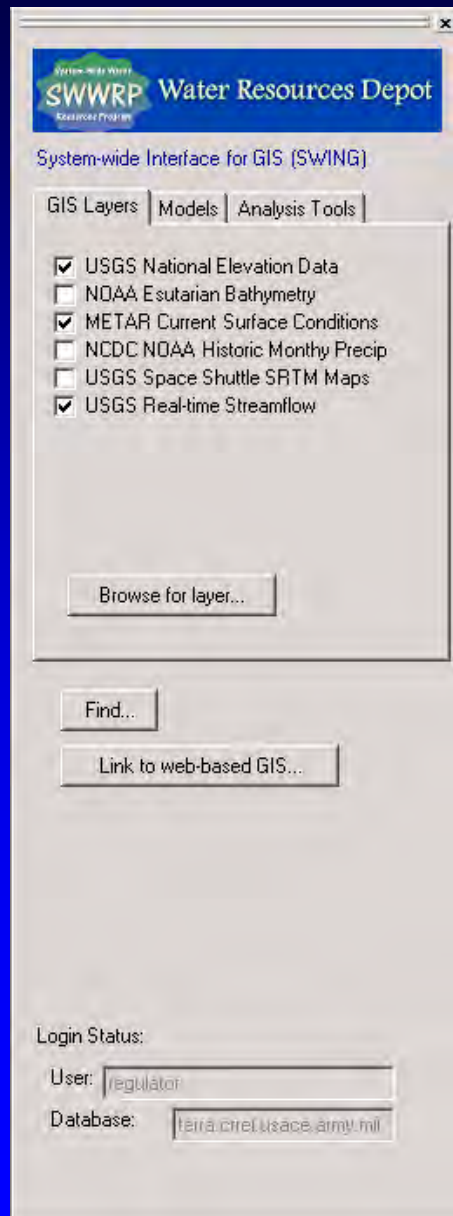 System-Wide Water
SWWRP
Resources Program
Water Resources Depot
System-wide Interface for GIS (SWING)
GIS Layers Models Analysis Tools
USGS National Elevation Data
NOAA Esutarian Bathymetry
METAR Current Surface Conditions
NCDC NOAA Historic Monthy Precip
USGS Space Shuttle SRTM Maps
USGS Real-time Streamflow
Browse for layer...
Find...
Link to web-based GIS...
Login Status:
User: regulator
Database: terra.crrel.usace.army.mil